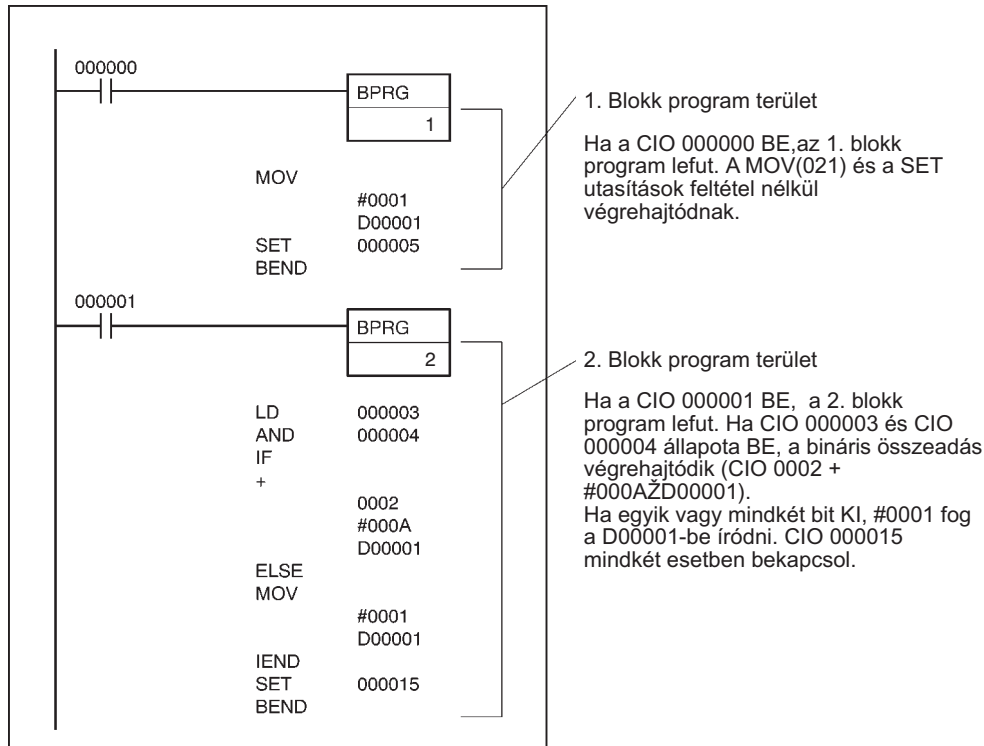 000000
BPRG
1
MOV
#0001
D00001
SET 000005
BEND
1. Blokk program terület
Ha a CIO 000000 BE,az 1. blokk
program lefut. A MOV(021) és a SET
utasítások feltétel nélkül
végrehajtódnak.
000001
BPRG
2
LD 000003
AND 000004
IF
+
0002
#000A
D00001
ELSE
MOV
#0001
D00001
IEND
SET 000015
BEND
2. Blokk program terület
Ha a CIO 000001 BE, a 2. blokk
program lefut. Ha CIO 000003 és CIO
000004 állapota BE, a bináris összeadás
végrehajtódik (CIO 0002 +
#000AŽD00001).
Ha egyik vagy mindkét bit KI, #0001 fog
a D00001-be íródni. CIO 000015
mindkét esetben bekapcsol.